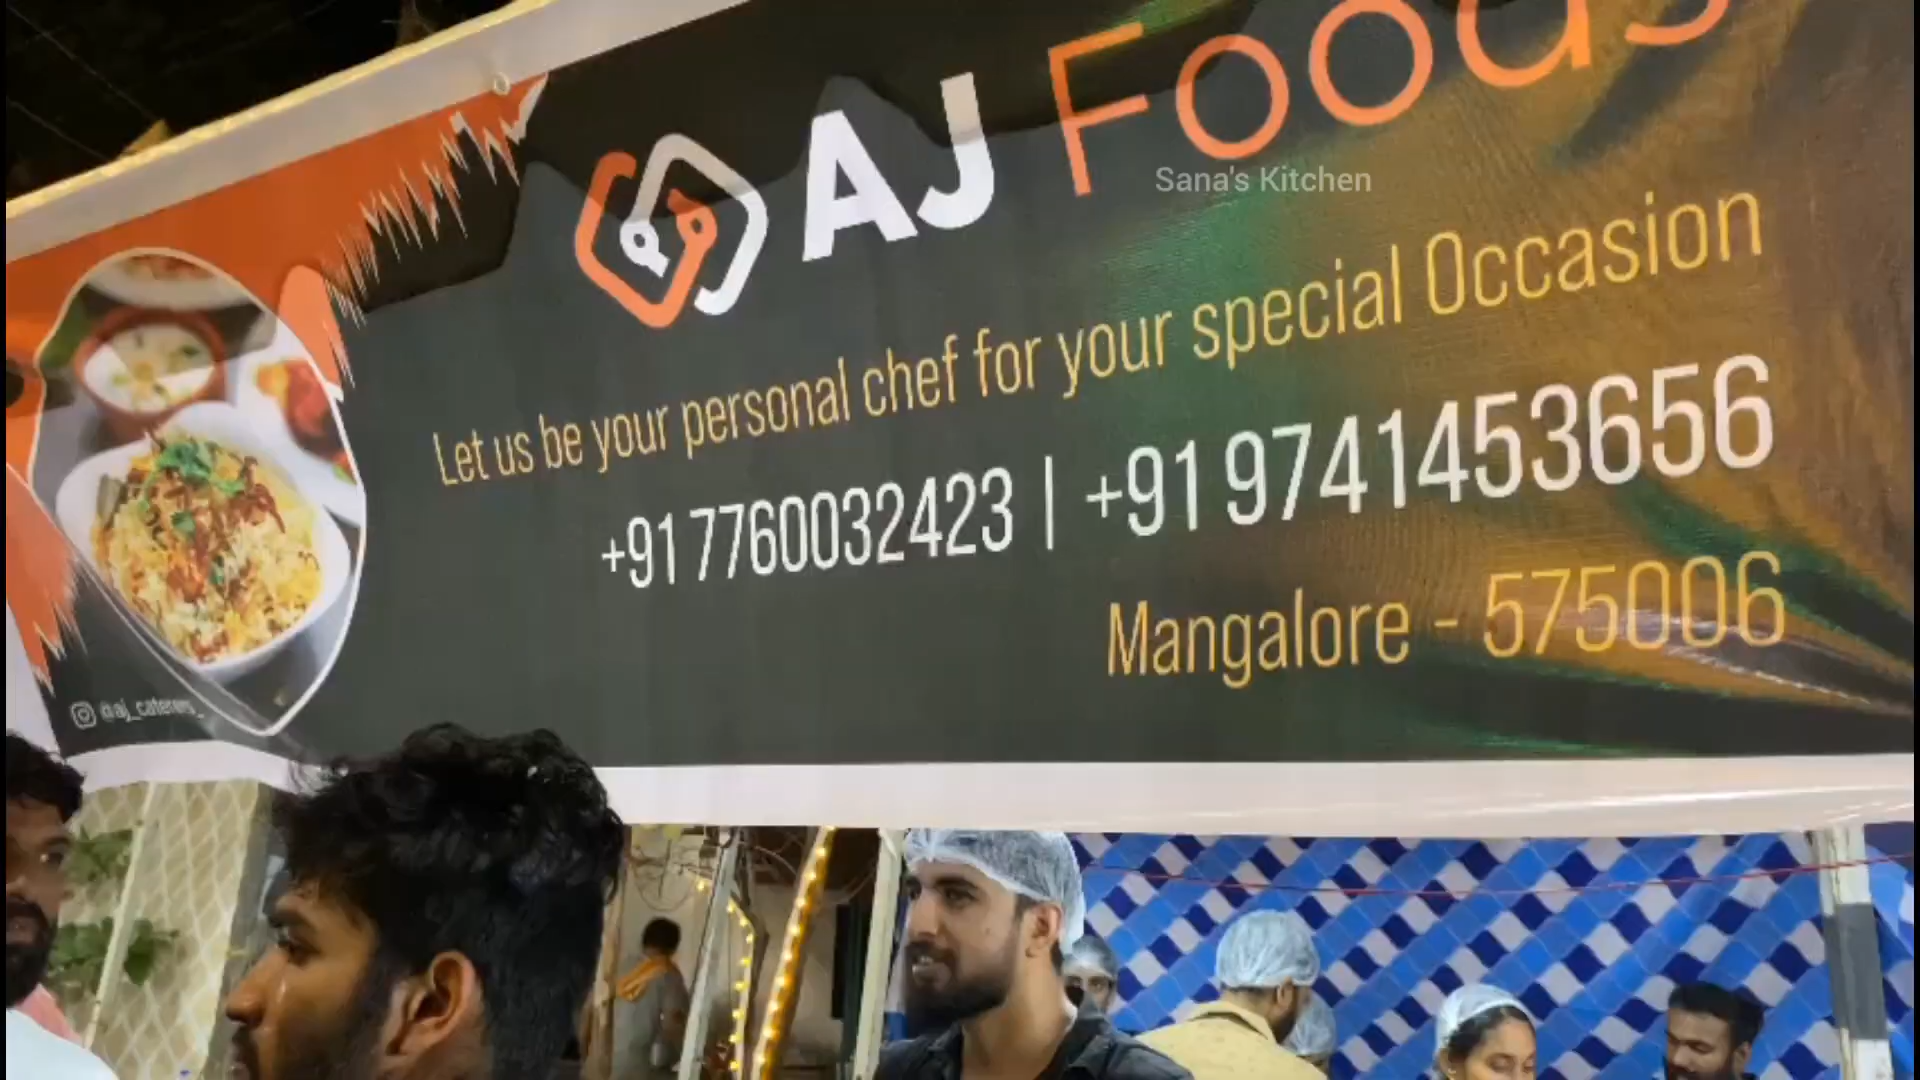 AJ Foods
Sana's Kitchen
Let us be your personal chef for your special Occasion
+91 7760032423 | +91 9741453656
Mangalore - 575006
@aj_caterers_